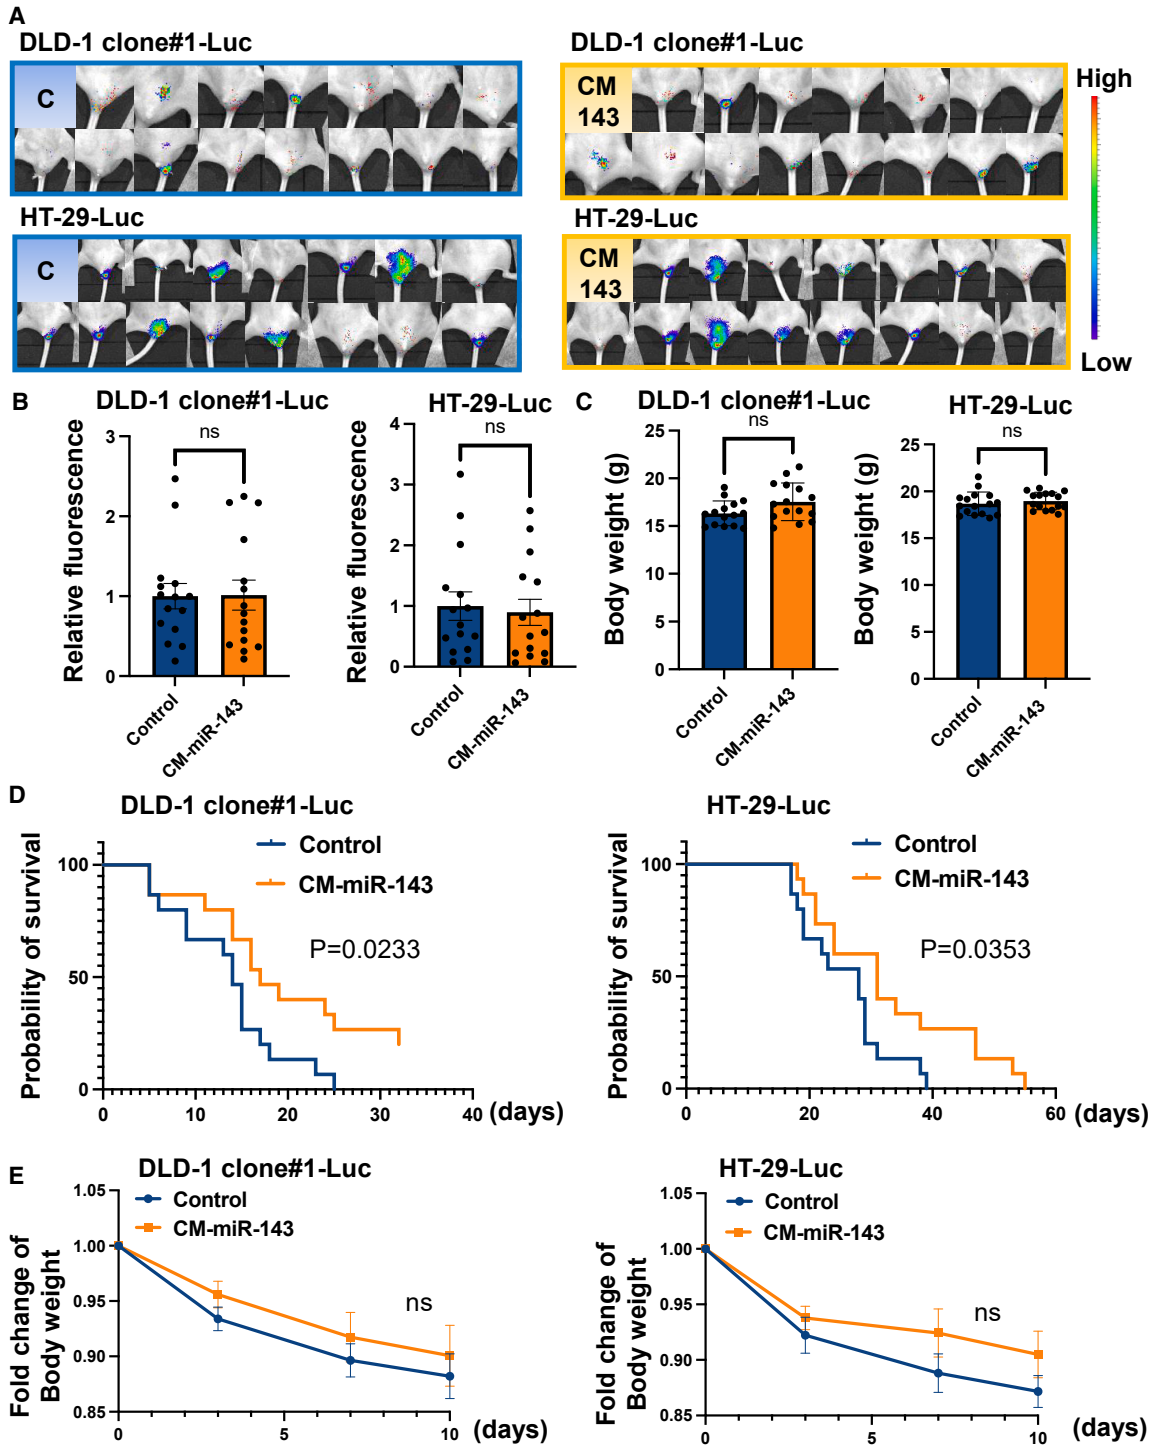 A
DLD-1 clone#1-Luc
DLD-1 clone#1-Luc
C
CM
143
High
HT-29-Luc
HT-29-Luc
C
CM
143
Low
B
DLD-1 clone#1-Luc
HT-29-Luc
Relative fluorescence
3
2
1
0
ns
Control
CM-miR-143
Relative fluorescence
4
3
2
1
0
ns
Control
CM-miR-143
C
DLD-1 clone#1-Luc
HT-29-Luc
Body weight (g)
25
20
15
10
5
0
ns
Control
CM-miR-143
Body weight (g)
25
20
15
10
5
0
ns
Control
CM-miR-143
D
DLD-1 clone#1-Luc
Probability of survival
100
50
0
Control
CM-miR-143
P=0.0233
0 10 20 30 40 (days)
HT-29-Luc
Probability of survival
100
50
0
Control
CM-miR-143
P=0.0353
0 20 40 60 (days)
E
DLD-1 clone#1-Luc
Fold change of
Body weight
1.05
1.00
0.95
0.90
0.85
Control
CM-miR-143
ns
0 5 10 (days)
HT-29-Luc
Fold change of
Body weight
1.05
1.00
0.95
0.90
0.85
Control
CM-miR-143
ns
0 5 10 (days)